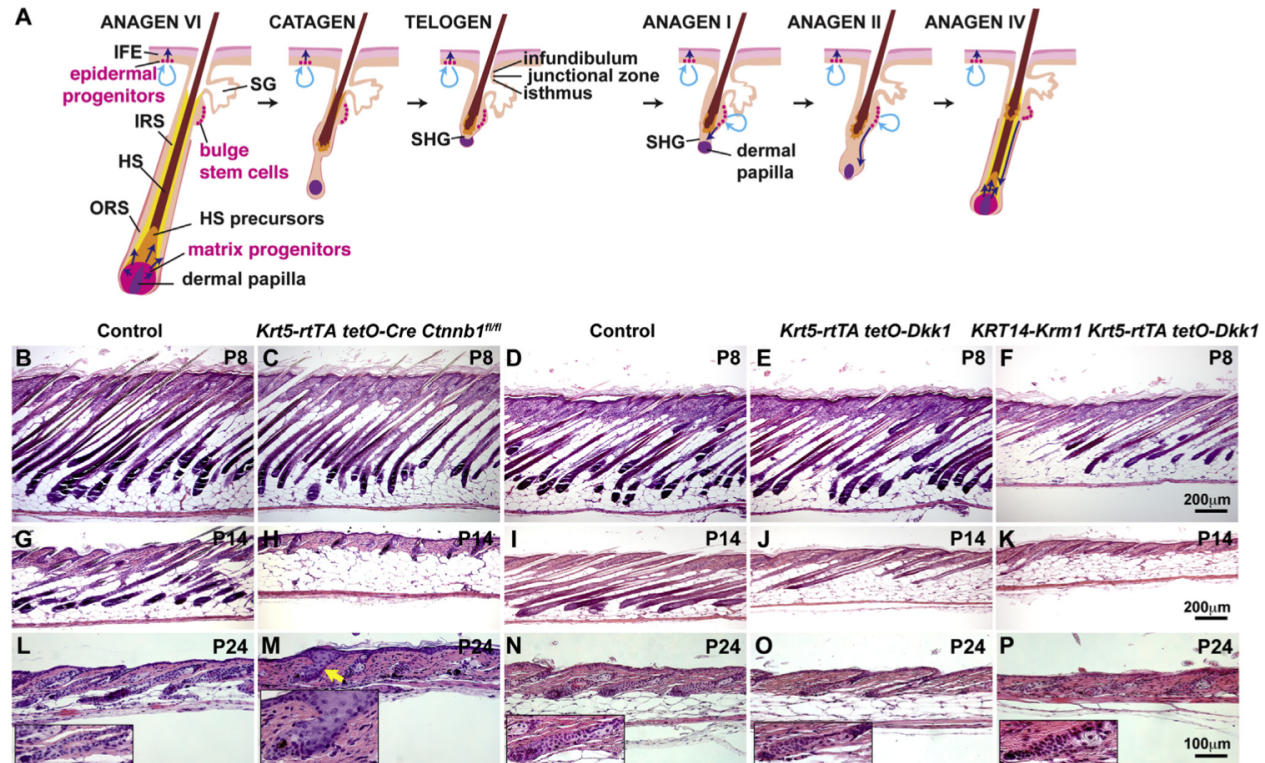 A
ANAGEN VI
CATAGEN
TELOGEN
ANAGEN I
ANAGEN II
ANAGEN IV
IFE
epidermal
progenitors
SG
IRS
HS
bulge
stem cells
ORS
HS precursors
matrix progenitors
dermal papilla
SHG
infundibulum
junctional zone
isthmus
SHG
dermal
papilla
Control
Krt5-rtTA tetO-Cre Ctnnb1fl/fl
Control
Krt5-rtTA tetO-Dkk1
KRT14-Krm1 Krt5-rtTA tetO-Dkk1
B P8
C P8
D P8
E P8
F P8
200μm
G P14
H P14
I P14
J P14
K P14
200μm
L P24
M P24
N P24
O P24
P P24
100μm